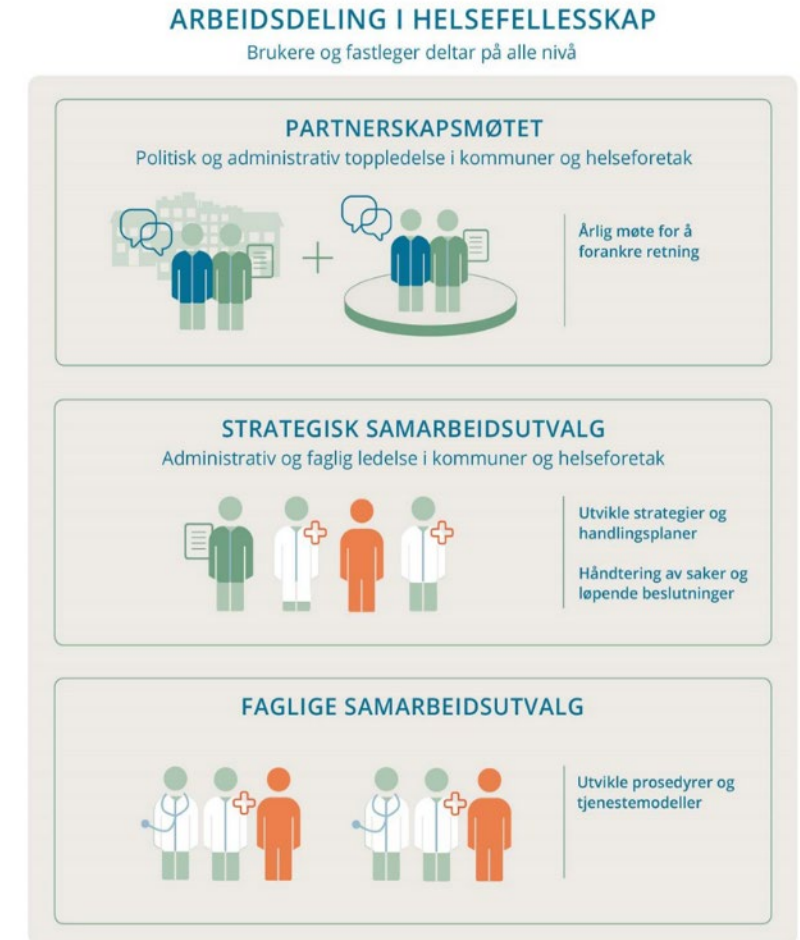 ARBEIDSDELING I HELSEFELLESSKAP
Brukere og fastleger deltar på alle nivå
PARTNERSKAPSMØTET
Politisk og administrativ toppledelse i kommuner og helseforetak
Årlig møte for å
forankre retning
STRATEGISK SAMARBEIDSUTVALG
Administrativ og faglig ledelse i kommuner og helseforetak
Utvikle strategier og
handlingsplaner
Håndtering av saker og
løpende beslutninger
FAGLIGE SAMARBEIDSUTVALG
Utvikle prosedyrer og
tjenestemodeller